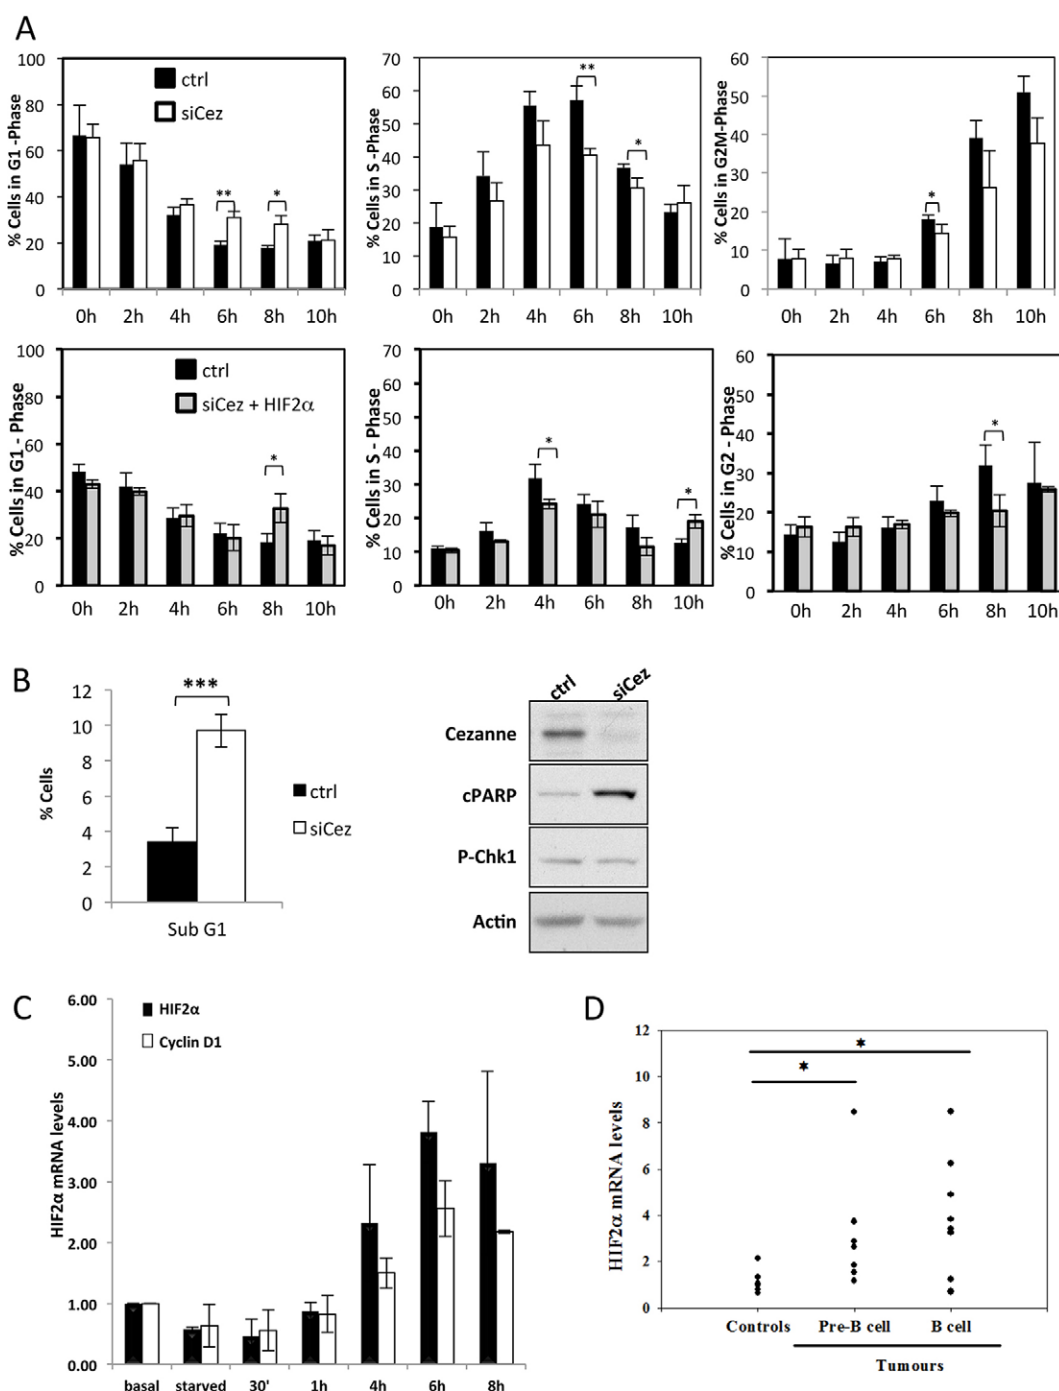 A
% Cells in G1 -Phase
100
80
60
40
20
0
ctrl
siCez
**
*
0h 2h 4h 6h 8h 10h
% Cells in S -Phase
70
60
50
40
30
20
10
0
**
*
0h 2h 4h 6h 8h 10h
% Cells in G2M-Phase
60
50
40
30
20
10
0
*
0h 2h 4h 6h 8h 10h
% Cells in G1 - Phase
100
80
60
40
20
0
ctrl
siCez + HIF2α
*
0h 2h 4h 6h 8h 10h
% Cells in S - Phase
70
60
50
40
30
20
10
0
*
*
0h 2h 4h 6h 8h 10h
% Cells in G2 - Phase
60
50
40
30
20
10
0
*
0h 2h 4h 6h 8h 10h
B
% Cells
12
10
8
6
4
2
0
***
ctrl
siCez
Sub G1
ctrl siCez
Cezanne
cPARP
P-Chk1
Actin
C
HIF2α mRNA levels
6.00
5.00
4.00
3.00
2.00
1.00
0.00
HIF2α
Cyclin D1
basal starved 30' 1h 4h 6h 8h
D
HIF2α mRNA levels
12
10
8
6
4
2
0
*
*
Controls Pre-B cell B cell
Tumours